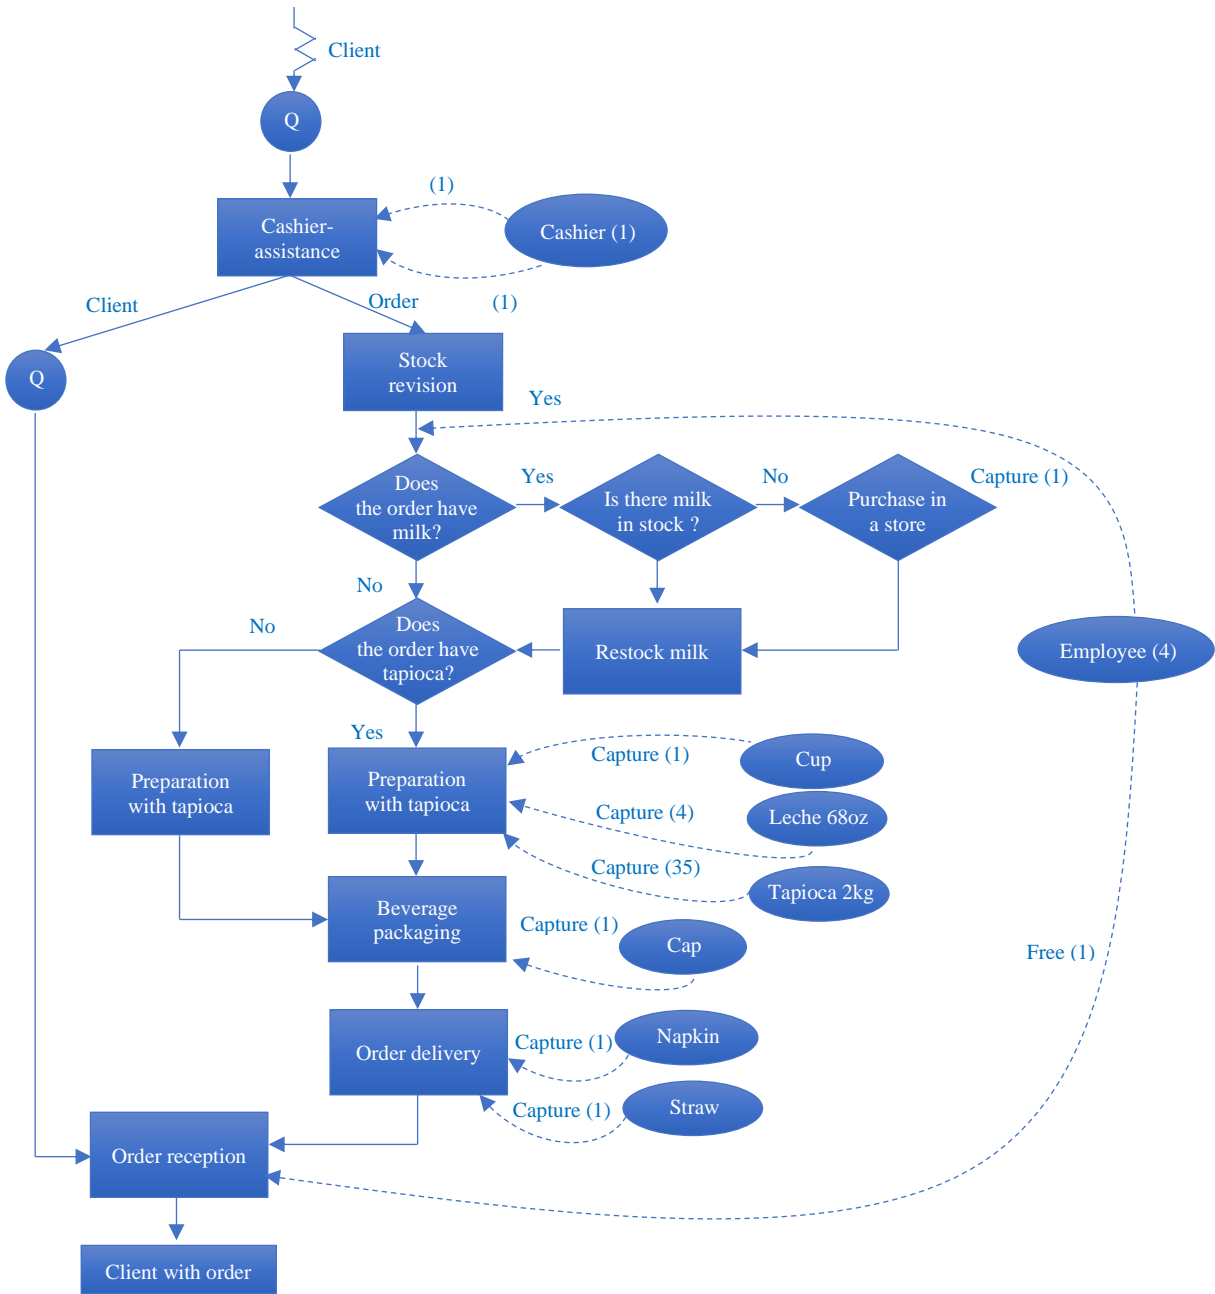 Client
Q
(1)
Cashier-
assistance
Cashier (1)
Client
Order
(1)
Q
Stock
revision
Yes
Does
the order have
milk?
Yes
Is there milk
in stock ?
No
Purchase in
a store
Capture (1)
No
No
Does
the order have
tapioca?
Restock milk
Employee (4)
Yes
Preparation
with tapioca
Preparation
with tapioca
Capture (1)
Cup
Capture (4)
Leche 68oz
Capture (35)
Tapioca 2kg
Beverage
packaging
Capture (1)
Cap
Free (1)
Order delivery
Capture (1)
Napkin
Capture (1)
Straw
Order reception
Client with order